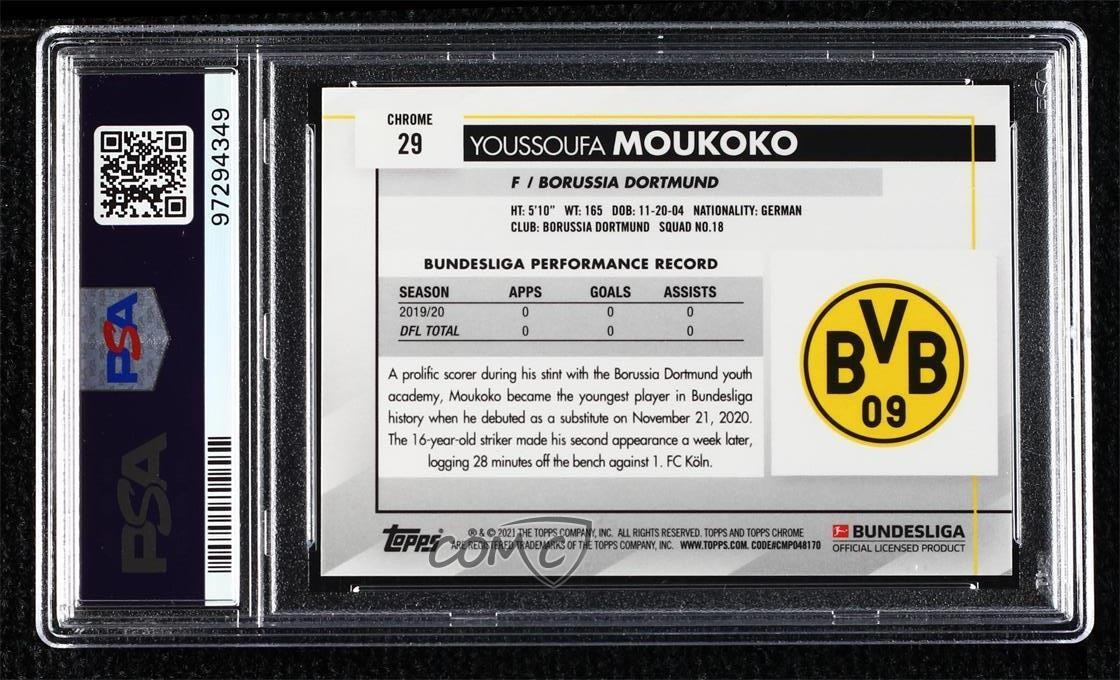 97294349
PSA
PSA
CHROME
29
YOUSSOUFA MOUKOKO
F / BORUSSIA DORTMUND
HT: 5'10" WT: 165 DOB: 11-20-04 NATIONALITY: GERMAN
CLUB: BORUSSIA DORTMUND SQUAD NO.18
BUNDESLIGA PERFORMANCE RECORD
SEASON APPS GOALS ASSISTS
2019/20 0 0 0
DFL TOTAL 0 0 0
A prolific scorer during his stint with the Borussia Dortmund youth
academy, Moukoko became the youngest player in Bundesliga
history when he debuted as a substitute on November 21, 2020.
The 16-year-old striker made his second appearance a week later,
logging 28 minutes off the bench against 1. FC Köln.
BVB
09
Topps
® & © 2021 THE TOPPS COMPANY, INC. ALL RIGHTS RESERVED. TOPPS AND TOPPS CHROME
ARE REGISTERED TRADEMARKS OF THE TOPPS COMPANY, INC. WWW.TOPPS.COM. CODE#CMP048170
BUNDESLIGA
OFFICIAL LICENSED PRODUCT
COMC